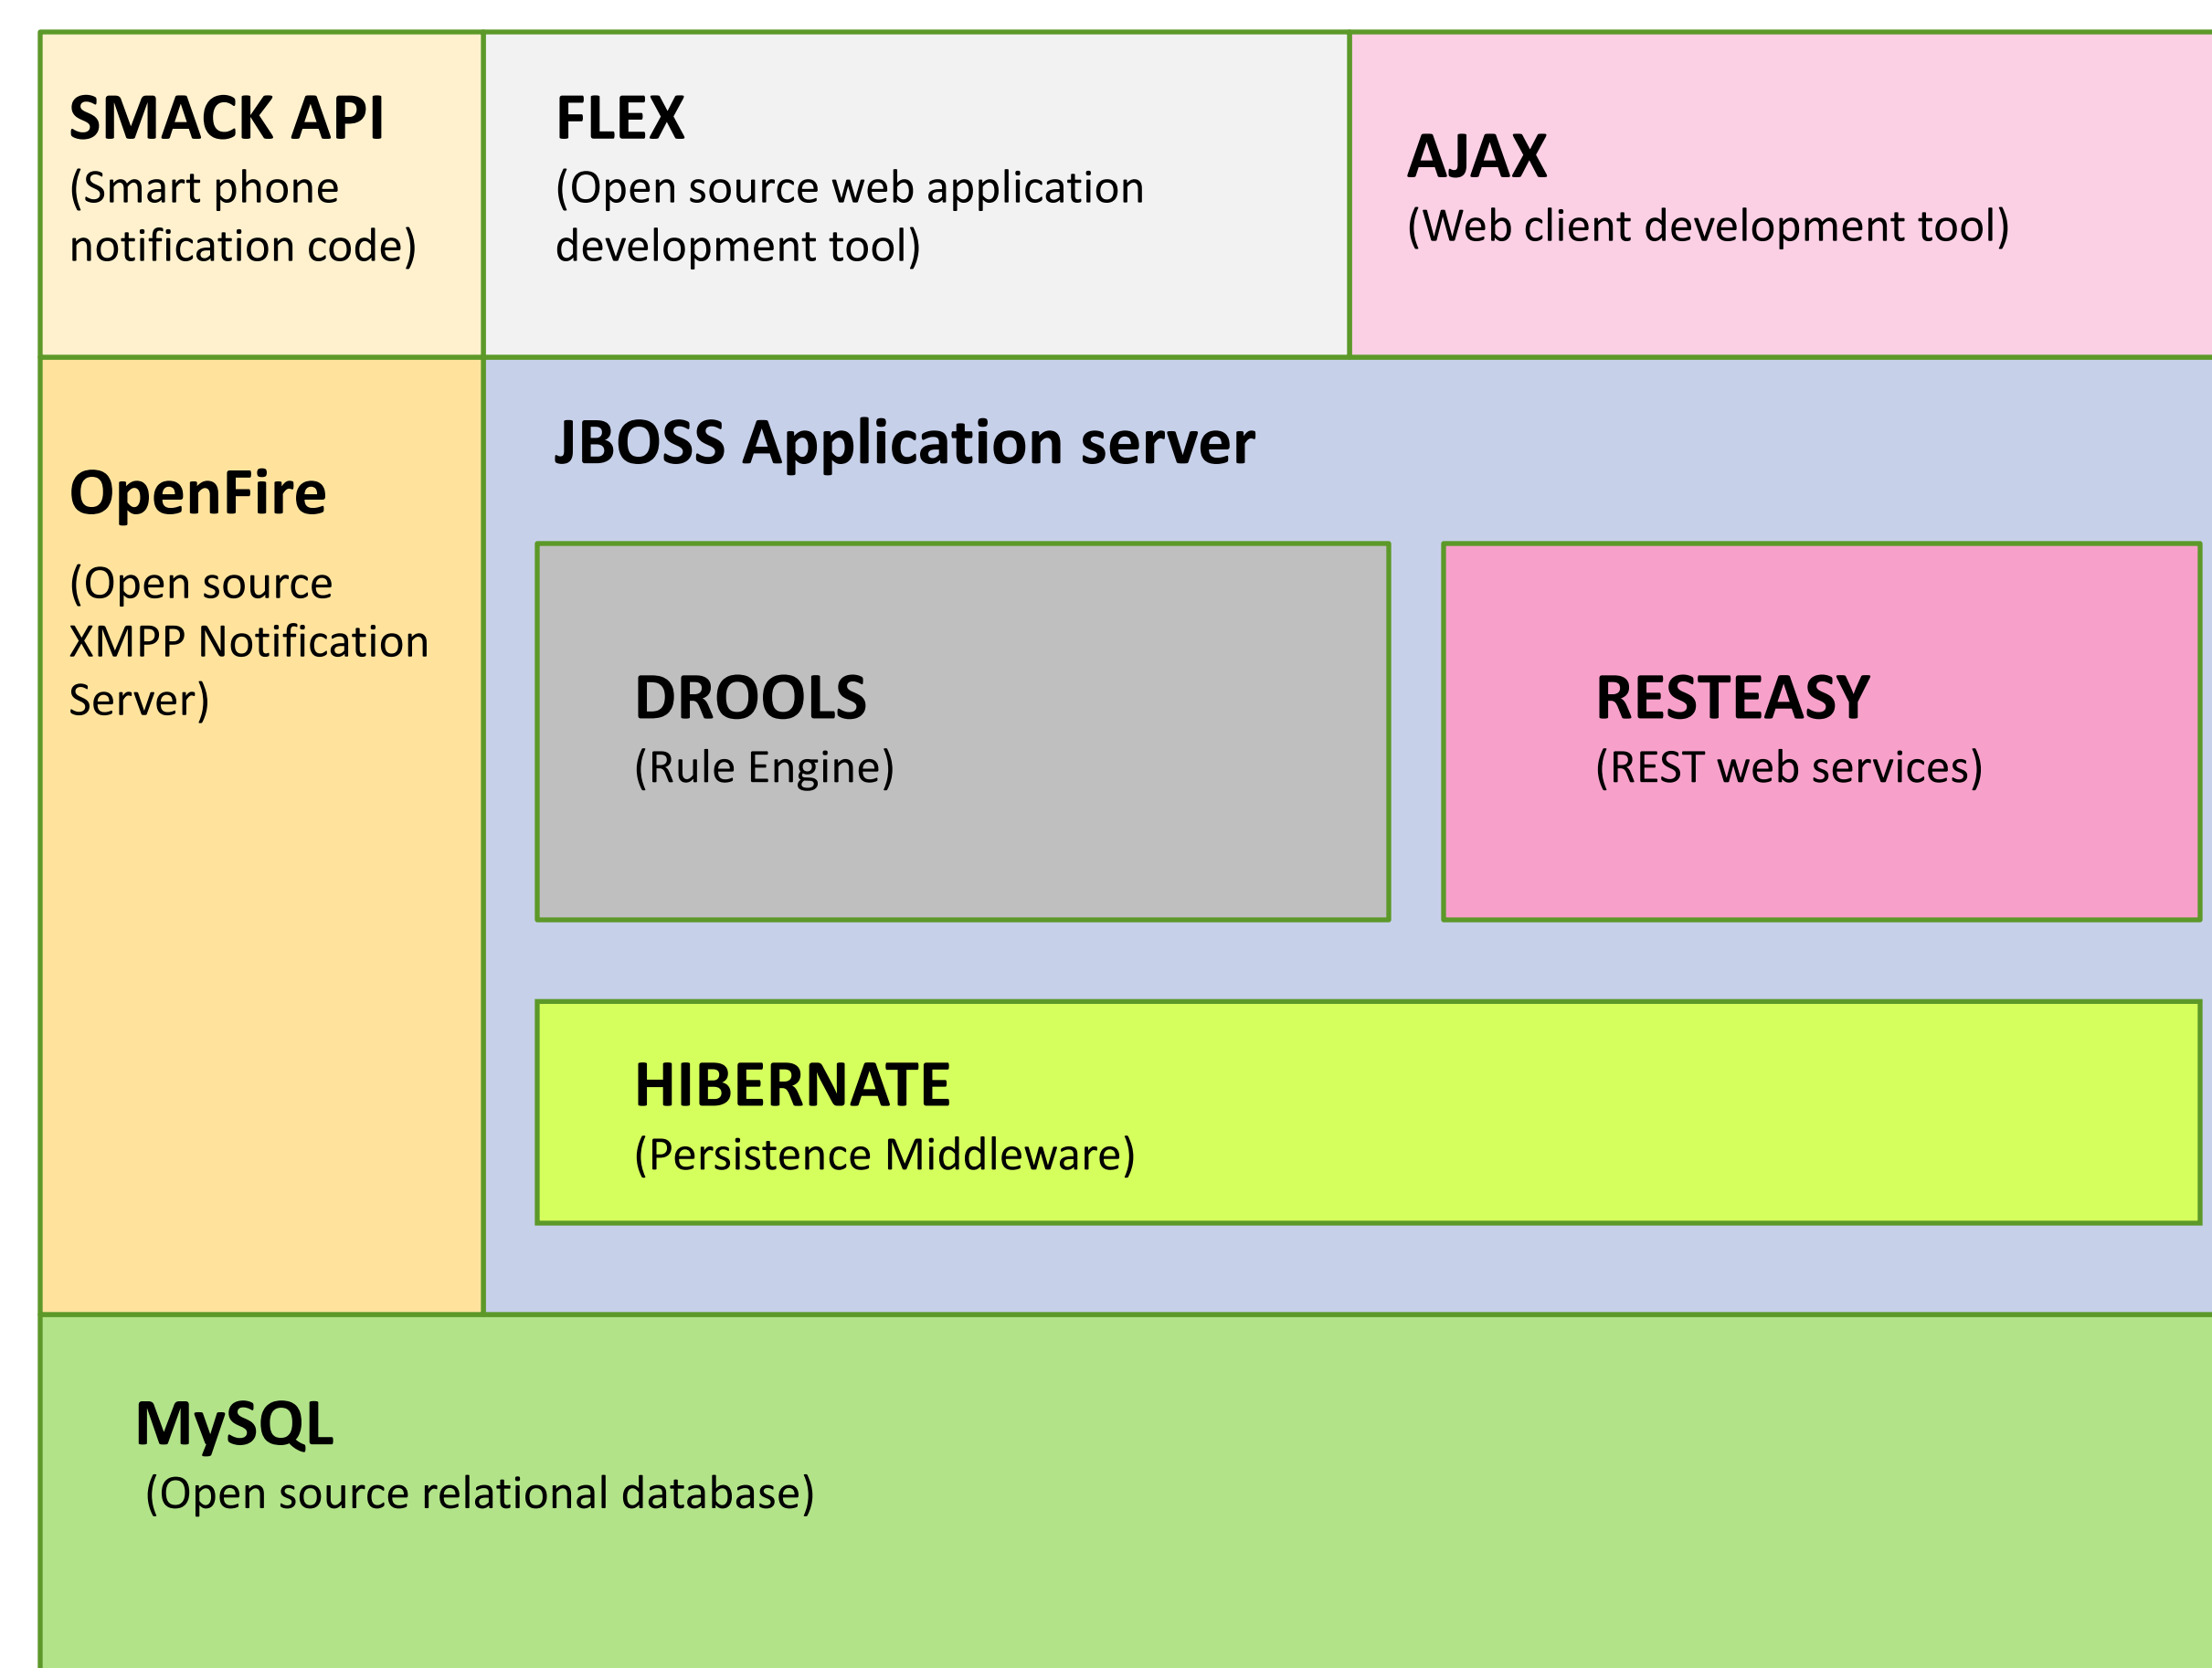 SMACK API
(Smart phone
notification code)
FLEX
(Open source web application
development tool)
AJAX
(Web client development tool)
OpenFire
(Open source
XMPP Notification
Server)
JBOSS Application server
DROOLS
(Rule Engine)
RESTEASY
(REST web services)
HIBERNATE
(Persistence Middleware)
MySQL
(Open source relational database)